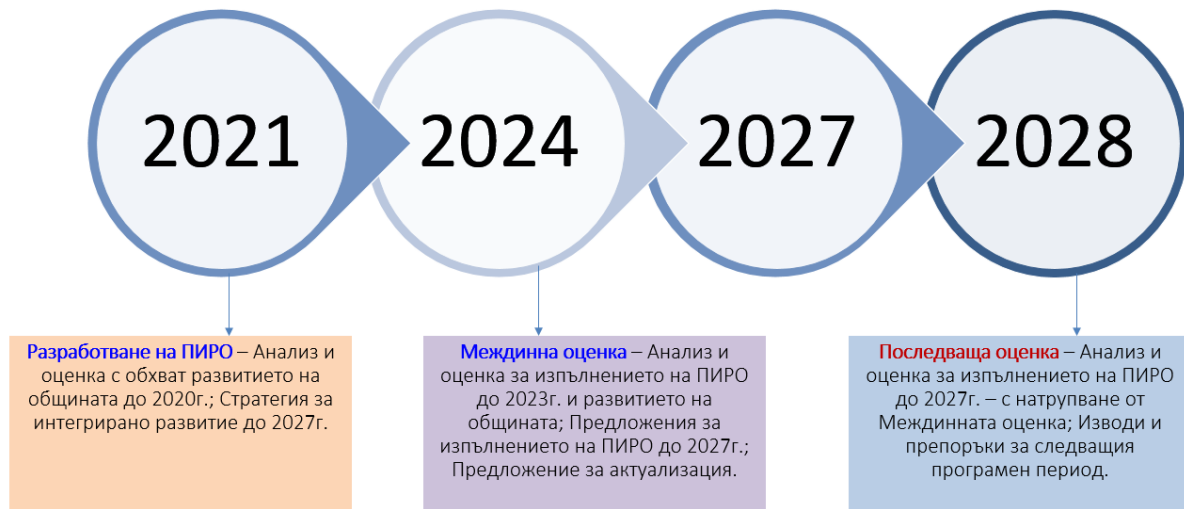 2021
2024
2027
2028
Разработване на ПИРО – Анализ и
оценка с обхват развитието на
общината до 2020г.; Стратегия за
интегрирано развитие до 2027г.
Междинна оценка – Анализ и
оценка за изпълнението на ПИРО
до 2023г. и развитието на
общината; Предложения за
изпълнението на ПИРО до 2027г.;
Предложение за актуализация.
Последваща оценка – Анализ и
оценка за изпълнението на ПИРО
до 2027г. – с натрупване от
Междинната оценка; Изводи и
препоръки за следващия
програмен период.